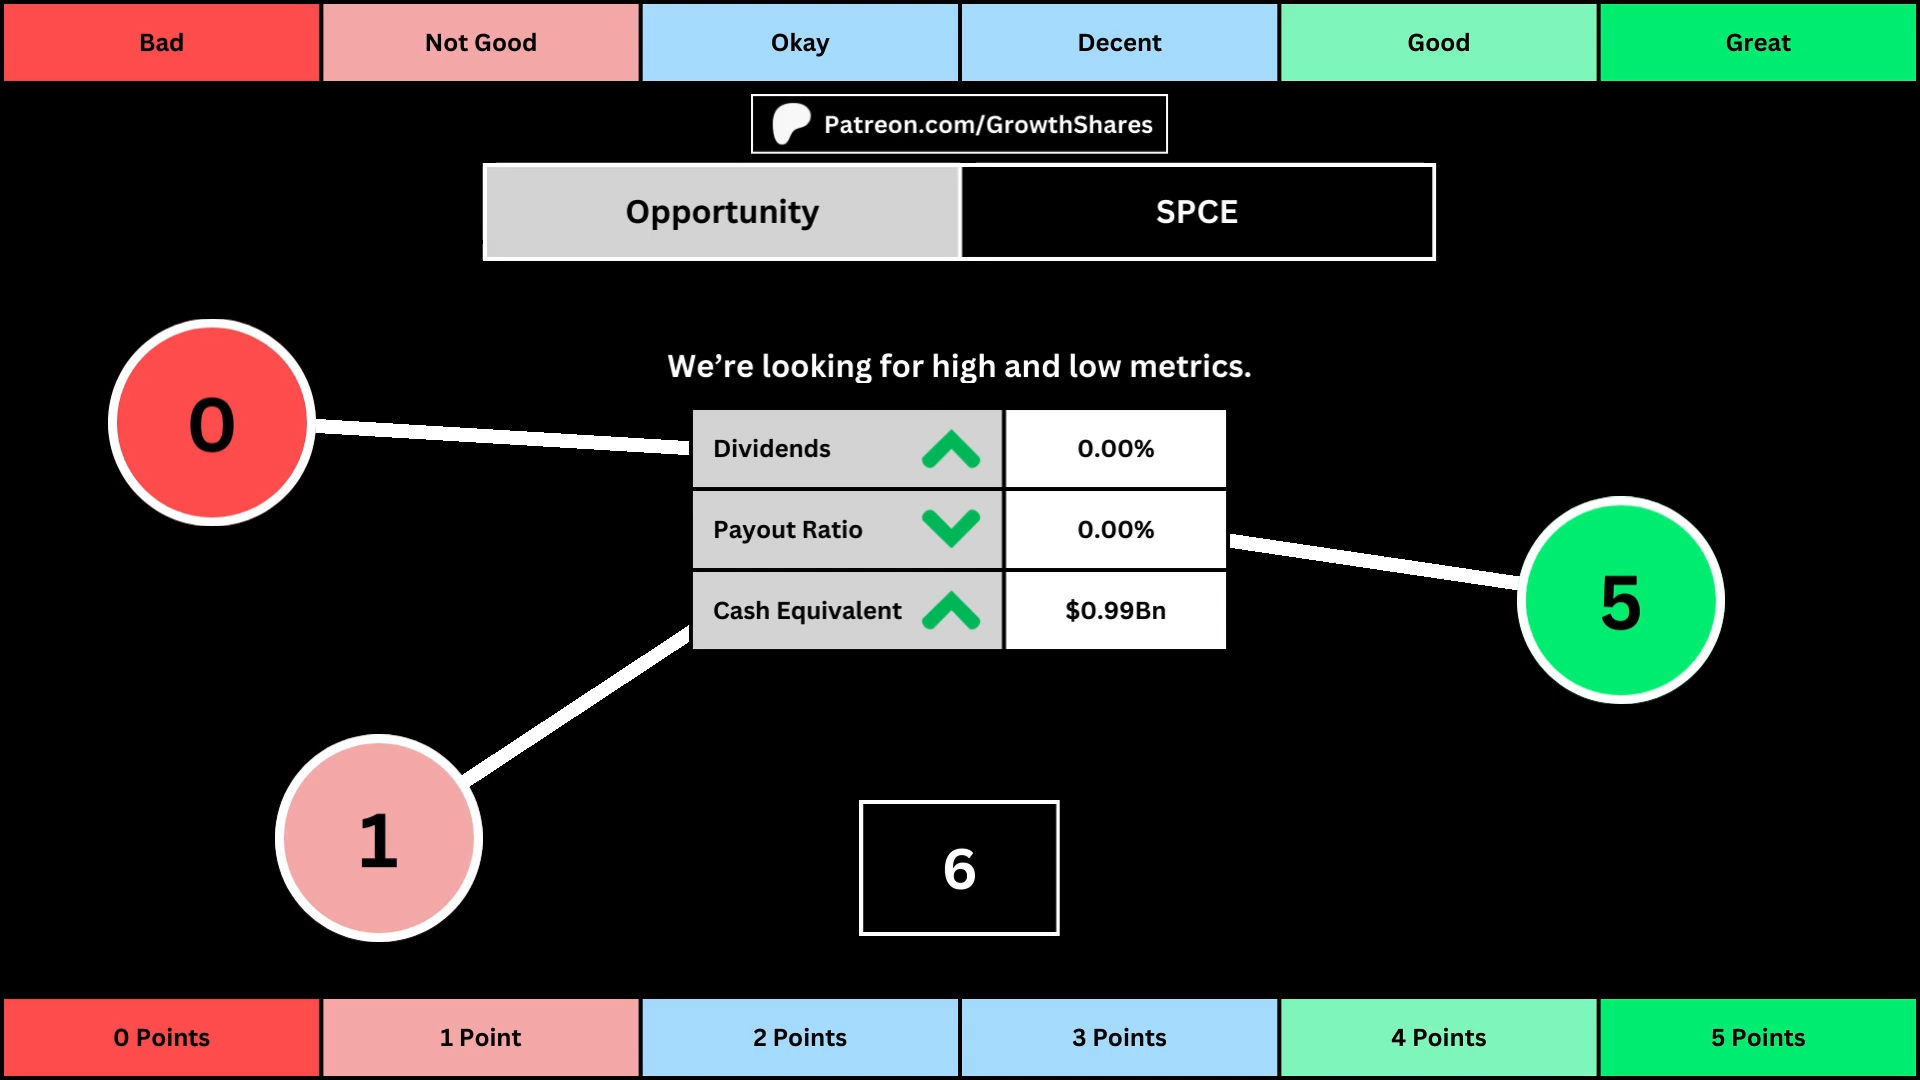 Bad Not Good Okay Decent Good Great
Patreon.com/GrowthShares
Opportunity SPCE
We’re looking for high and low metrics.
0
Dividends 0.00%
Payout Ratio 0.00%
Cash Equivalent $0.99Bn
5
1
6
0 Points 1 Point 2 Points 3 Points 4 Points 5 Points